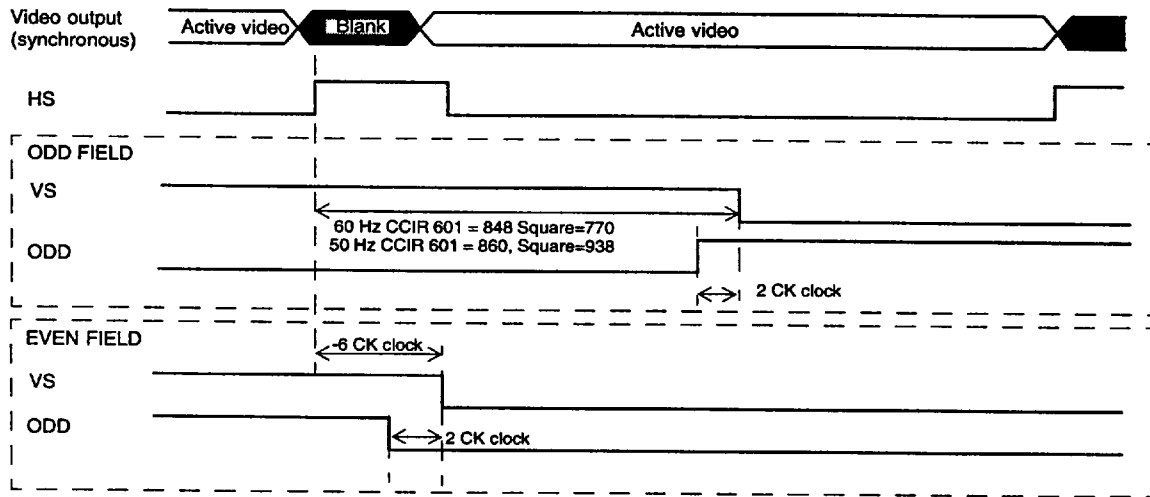 Video output
(synchronous)
Active video
Blank
Active video
HS
ODD FIELD
VS
60 Hz CCIR 601 = 848 Square=770
50 Hz CCIR 601 = 860, Square=938
ODD
2 CK clock
EVEN FIELD
-6 CK clock
VS
ODD
2 CK clock